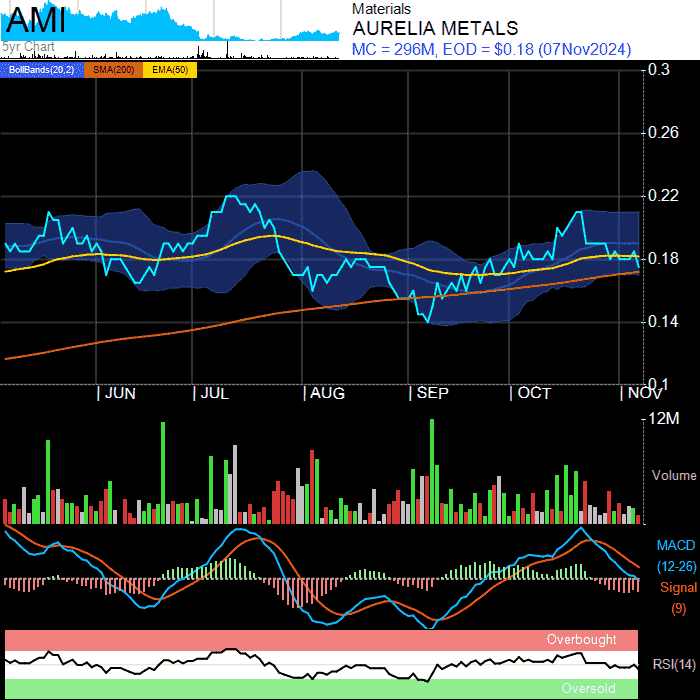 AMI
5yr Chart
Materials
AURELIA METALS
MC = 296M, EOD = $0.18 (07Nov2024)
BollBands(20,2) SMA(200) EMA(50)
0.3
0.26
0.22
0.18
0.14
0.1
| JUN | JUL | AUG | SEP | OCT | NOV
12M
Volume
MACD
(12-26)
Signal
(9)
Overbought
RSI(14)
Oversold